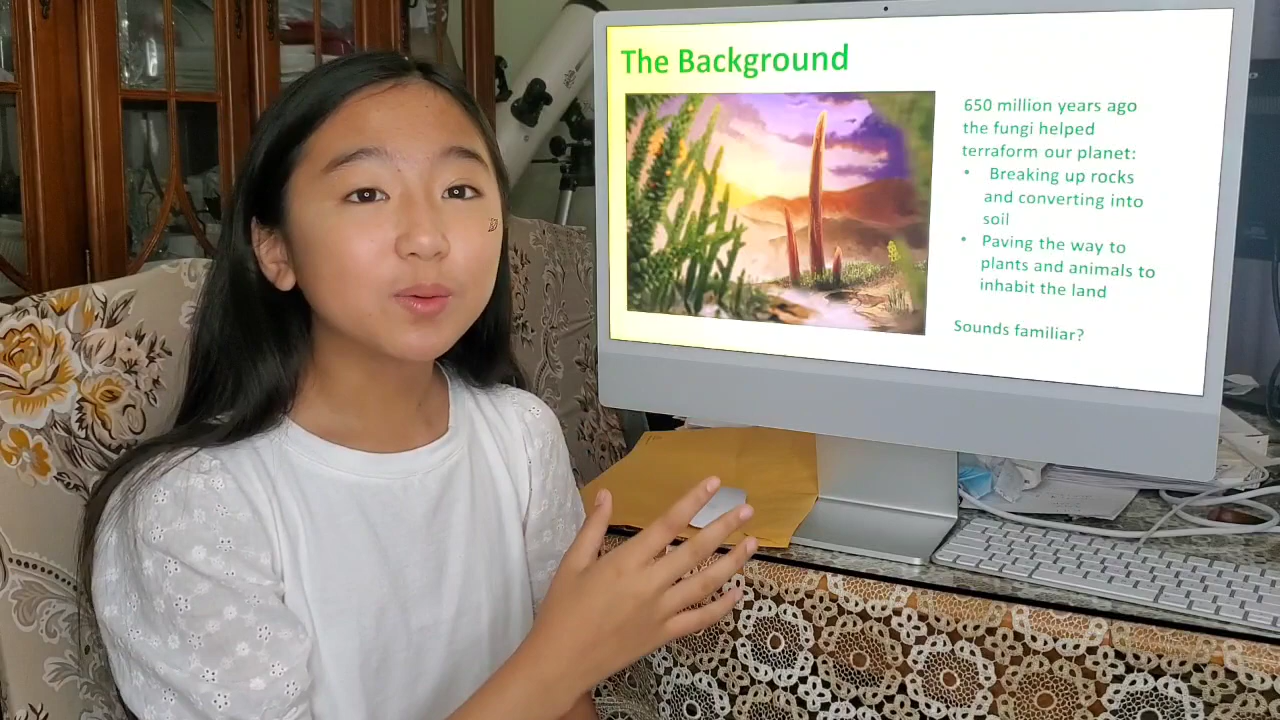 The Background
650 million years ago
the fungi helped
terraform our planet:
• Breaking up rocks
and converting into
soil
• Paving the way to
plants and animals to
inhabit the land
Sounds familiar?